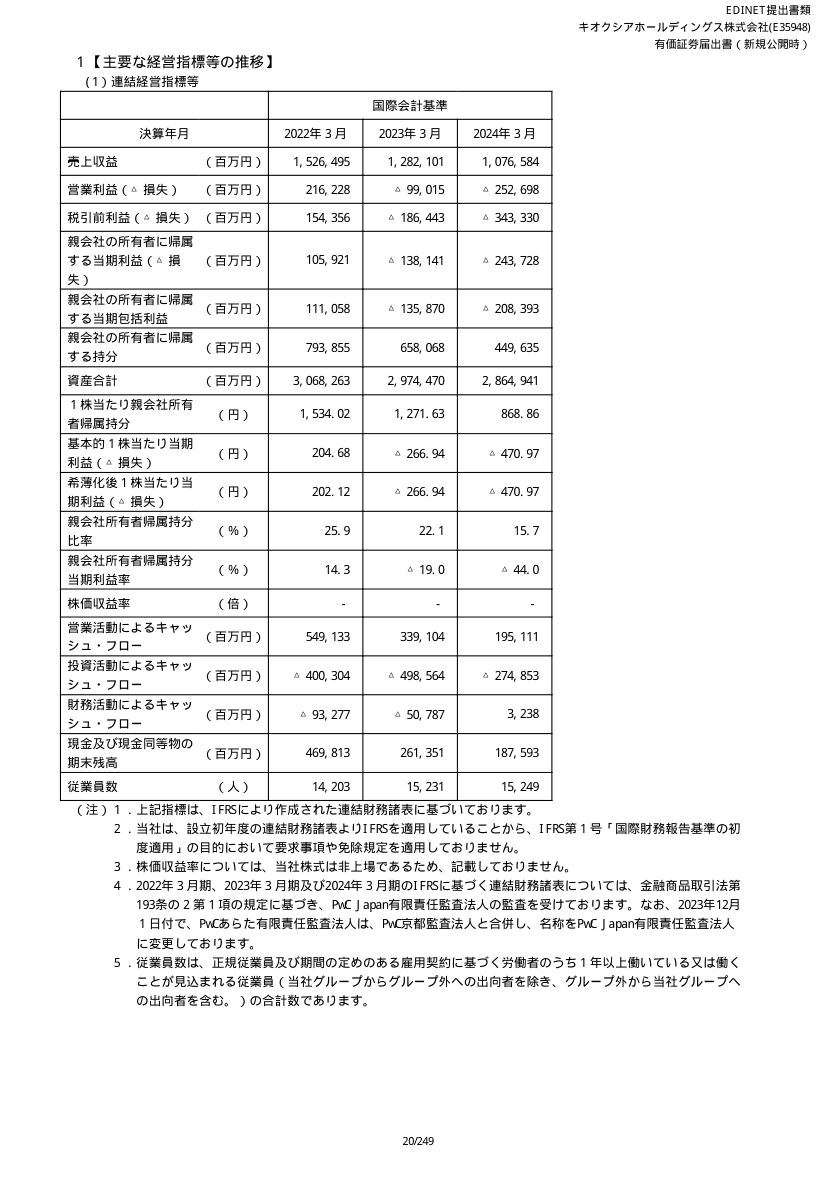 EDINET提出書類
キオクシアホールディングス株式会社(E35948)
有価証券届出書（新規公開時）
1【主要な経営指標等の推移】
(1)連結経営指標等
国際会計基準
決算年月 2022年3月 2023年3月 2024年3月
売上収益 （百万円） 1,526,495 1,282,101 1,076,584
営業利益（△損失） （百万円） 216,228 △99,015 △252,698
税引前利益（△損失） （百万円） 154,356 △186,443 △343,330
親会社の所有者に帰属
する当期利益（△損
失）
（百万円） 105,921 △138,141 △243,728
親会社の所有者に帰属
する当期包括利益
（百万円） 111,058 △135,870 △208,393
親会社の所有者に帰属
する持分
（百万円） 793,855 658,068 449,635
資産合計 （百万円） 3,068,263 2,974,470 2,864,941
1株当たり親会社所有
者帰属持分
（円） 1,534.02 1,271.63 868.86
基本的1株当たり当期
利益（△損失）
（円） 204.68 △266.94 △470.97
希薄化後1株当たり当
期利益（△損失）
（円） 202.12 △266.94 △470.97
親会社所有者帰属持分
比率
（％） 25.9 22.1 15.7
親会社所有者帰属持分
当期利益率
（％） 14.3 △19.0 △44.0
株価収益率 （倍） - - -
営業活動によるキャッ
シュ・フロー
（百万円） 549,133 339,104 195,111
投資活動によるキャッ
シュ・フロー
（百万円） △400,304 △498,564 △274,853
財務活動によるキャッ
シュ・フロー
（百万円） △93,277 △50,787 3,238
現金及び現金同等物の
期末残高
（百万円） 469,813 261,351 187,593
従業員数 （人） 14,203 15,231 15,249
（注）1．上記指標は、IFRSにより作成された連結財務諸表に基づいております。
2．当社は、設立初年度の連結財務諸表よりIFRSを適用していることから、IFRS第1号「国際財務報告基準の初
度適用」の目的において要求事項や免除規定を適用しておりません。
3．株価収益率については、当社株式は非上場であるため、記載しておりません。
4．2022年3月期、2023年3月期及び2024年3月期のIFRSに基づく連結財務諸表については、金融商品取引法第
193条の2第1項の規定に基づき、PwC Japan有限責任監査法人の監査を受けております。なお、2023年12月
1日付で、PwCあらた有限責任監査法人は、PwC京都監査法人と合併し、名称をPwC Japan有限責任監査法人
に変更しております。
5．従業員数は、正規従業員及び期間の定めのある雇用契約に基づく労働者のうち1年以上働いている又は働く
ことが見込まれる従業員（当社グループからグループ外への出向者を除き、グループ外から当社グループへ
の出向者を含む。）の合計数であります。
20/249